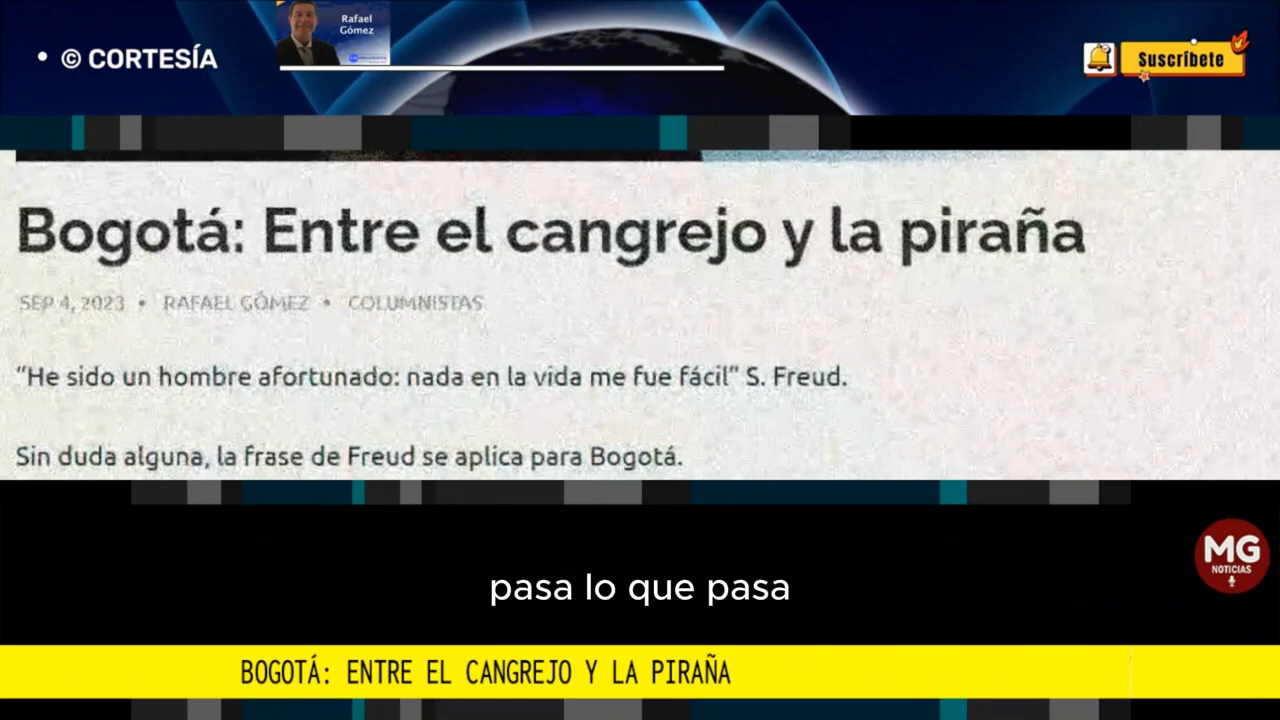 • © CORTESÍA
Rafael
Gómez
Suscríbete
Bogotá: Entre el cangrejo y la piraña
SEP 4, 2023 • RAFAEL GÓMEZ • COLUMNISTAS
“He sido un hombre afortunado: nada en la vida me fue fácil” S. Freud.
Sin duda alguna, la frase de Freud se aplica para Bogotá.
MG
NOTICIAS
pasa lo que pasa
BOGOTÁ: ENTRE EL CANGREJO Y LA PIRAÑA